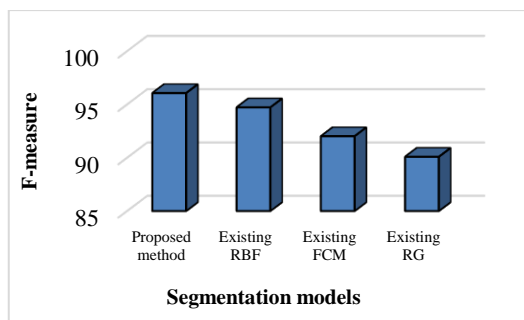 100
95
90
85
F-measure
Proposed method
Existing RBF
Existing FCM
Existing RG
Segmentation models